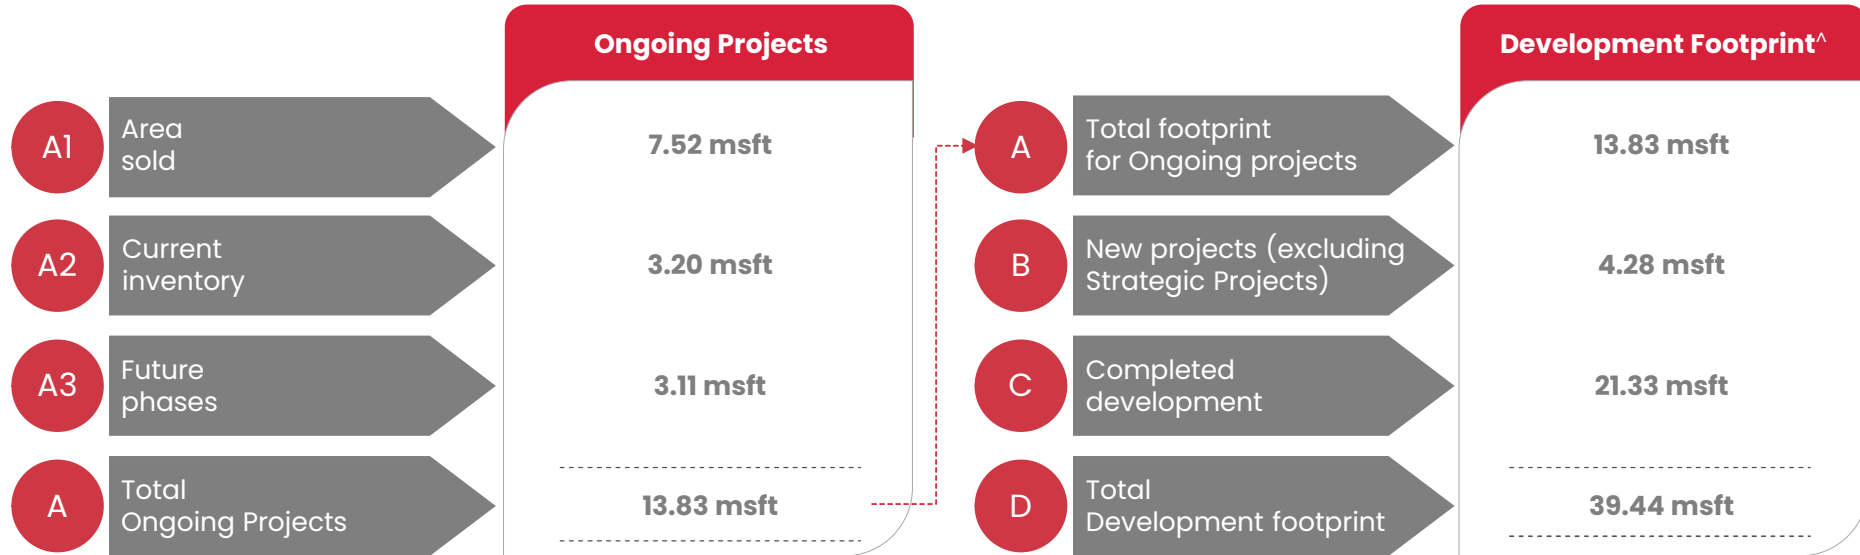 Ongoing Projects
A1
Area
sold
7.52 msft
A2
Current
inventory
3.20 msft
A3
Future
phases
3.11 msft
A
Total
Ongoing Projects
13.83 msft
Development Footprint^
A
Total footprint
for Ongoing projects
13.83 msft
B
New projects (excluding
Strategic Projects)
4.28 msft
C
Completed
development
21.33 msft
D
Total
Development footprint
39.44 msft